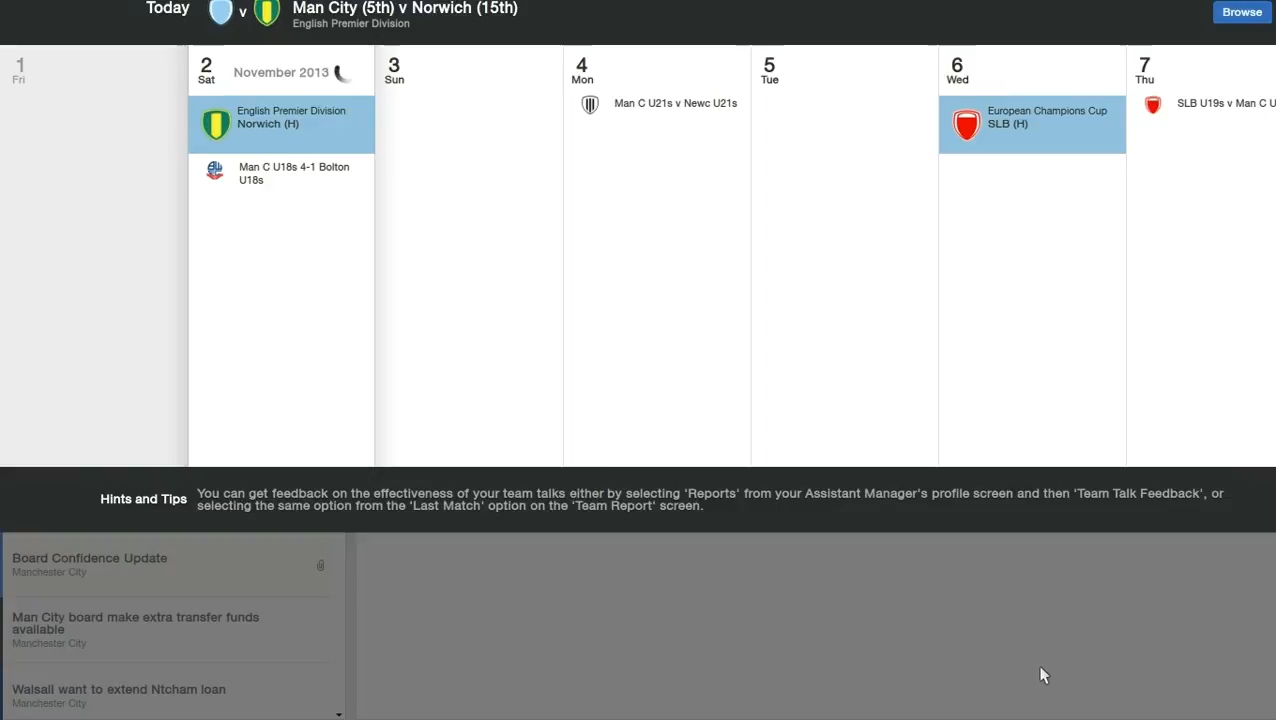 Today v Man City (5th) v Norwich (15th)
English Premier Division
Browse
1
Fri
2
Sat
November 2013
3
Sun
4
Mon
5
Tue
6
Wed
7
Thu
English Premier Division
Norwich (H)
Man C U18s 4-1 Bolton
U18s
Man C U21s v Newc U21s
European Champions Cup
SLB (H)
SLB U19s v Man C U
Hints and Tips
You can get feedback on the effectiveness of your team talks either by selecting 'Reports' from your Assistant Manager's profile screen and then 'Team Talk Feedback', or
selecting the same option from the 'Last Match' option on the 'Team Report' screen.
Board Confidence Update
Manchester City
Man City board make extra transfer funds
available
Manchester City
Walsall want to extend Ntcham loan
Manchester City